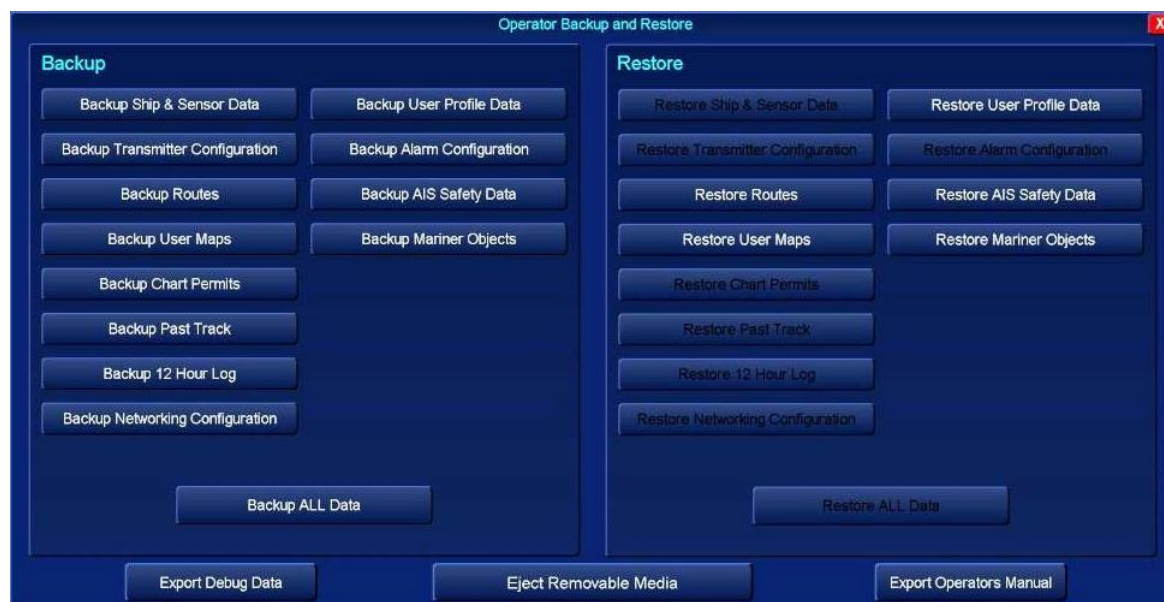 Operator Backup and Restore
X
Backup
Backup Ship & Sensor Data
Backup User Profile Data
Backup Transmitter Configuration
Backup Alarm Configuration
Backup Routes
Backup AIS Safety Data
Backup User Maps
Backup Mariner Objects
Backup Chart Permits
Backup Past Track
Backup 12 Hour Log
Backup Networking Configuration
Backup ALL Data
Restore
Restore Ship & Sensor Data
Restore User Profile Data
Restore Transmitter Configuration
Restore Alarm Configuration
Restore Routes
Restore AIS Safety Data
Restore User Maps
Restore Mariner Objects
Restore Chart Permits
Restore Past Track
Restore 12 Hour Log
Restore Networking Configuration
Restore ALL Data
Export Debug Data
Eject Removable Media
Export Operators Manual